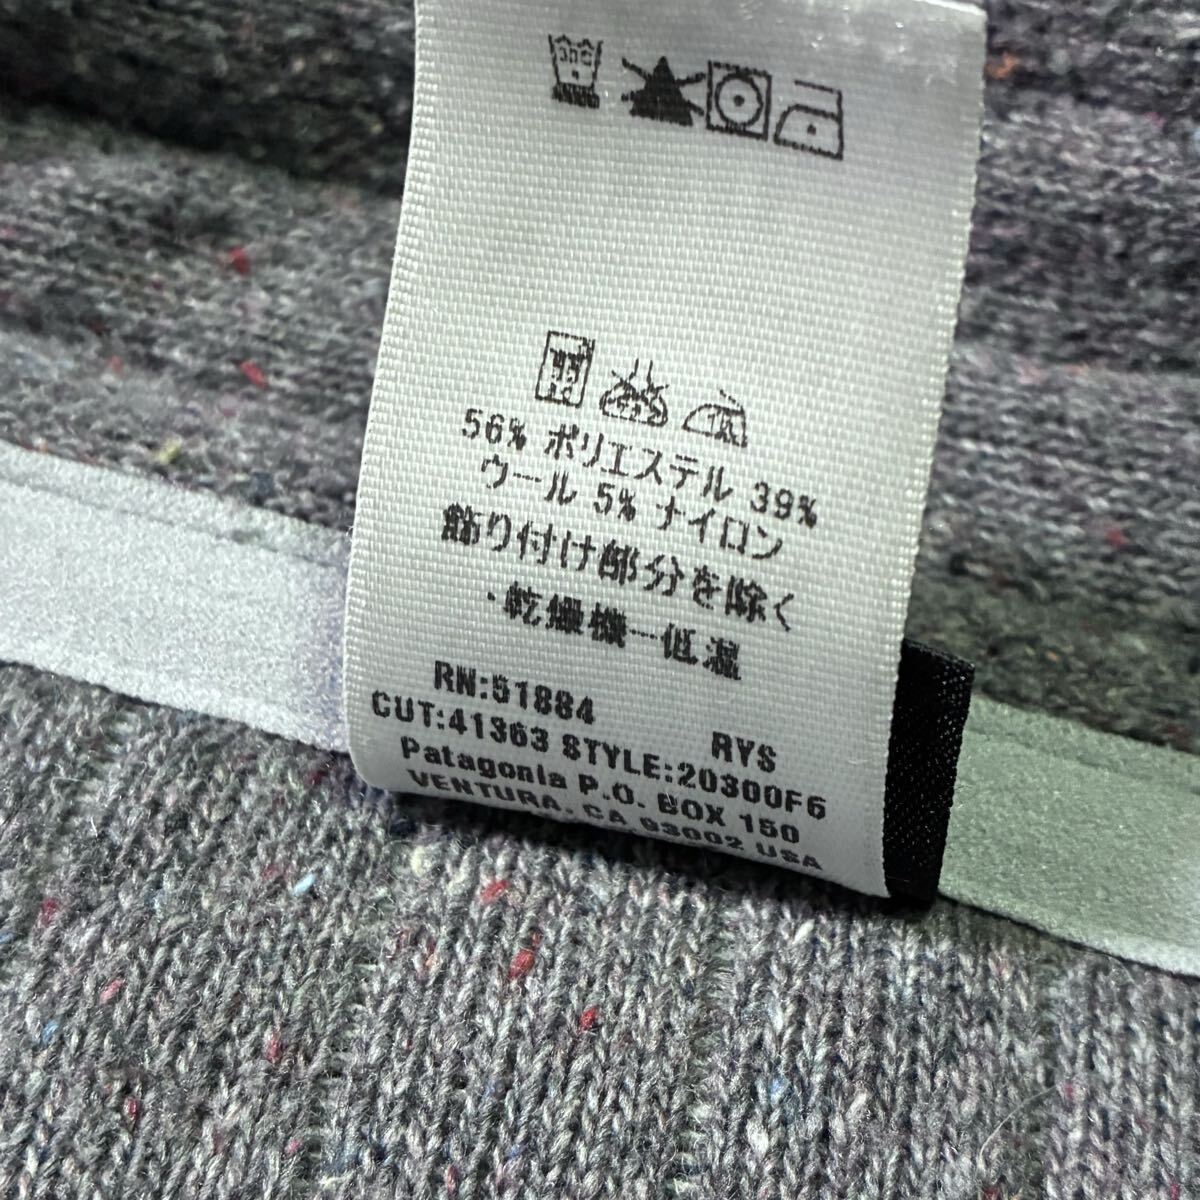 56% ポリエステル 39%
ウール 5% ナイロン
飾り付け部分を除く
・乾燥機一低温
RN:51884
RYS
CUT:41363 STYLE:20300F6
Patagonia P.O. BOX 150
VENTURA, CA 93002 USA